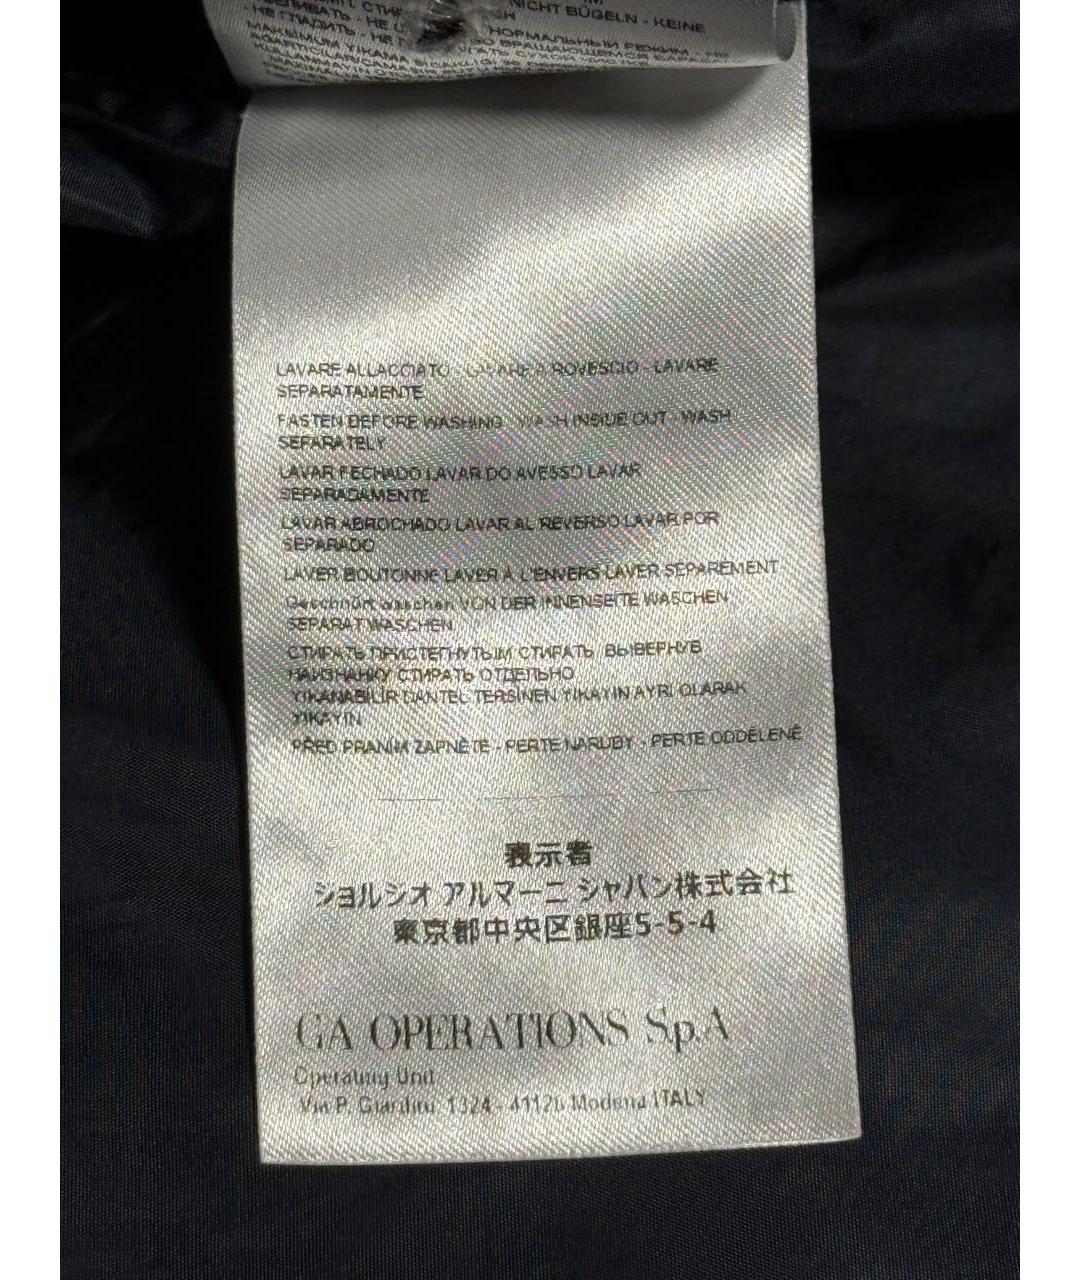 NICHT BÜGELN - KEINE
НОРМАЛЬНЫЙ РЕЖИМ - НЕ
- НЕ ГЛАДИТЬ - НЕ
LAVARE ALLACCIATO - LAVARE A ROVESCIO - LAVARE
SEPARATAMENTE
FASTEN BEFORE WASHING - WASH INSIDE OUT - WASH
SEPARATELY
LAVAR FECHADO LAVAR DO AVESSO LAVAR
SEPARADAMENTE
LAVAR ABROCHADO LAVAR AL REVERSO LAVAR POR
SEPARADO
LAVER BOUTONNE LAVER A L'ENVERS LAVER SEPAREMENT
Geschnürt waschen VON DER INNENSEITE WASCHEN
SEPARAT WASCHEN
СТИРАТЬ ПРИСТЕГНУТЫМ СТИРАТЬ ВЫВЕРНУВ
НАИЗНАНКУ СТИРАТЬ ОТДЕЛЬНО
YIKANABİLİR DANTEL TERSİNEN YIKAYIN AYRI OLARAK
YIKAYIN
PŘED PRANÍM ZAPNĚTE - PERTE NARUBY - PERTE ODDĚLENĚ
表示者
ジョルジオ アルマーニ ジャパン株式会社
東京都中央区銀座5-5-4
GA OPERATIONS S.p.A
Operating Unit
Via P. Giardini, 1324 - 41126 Modena ITALY